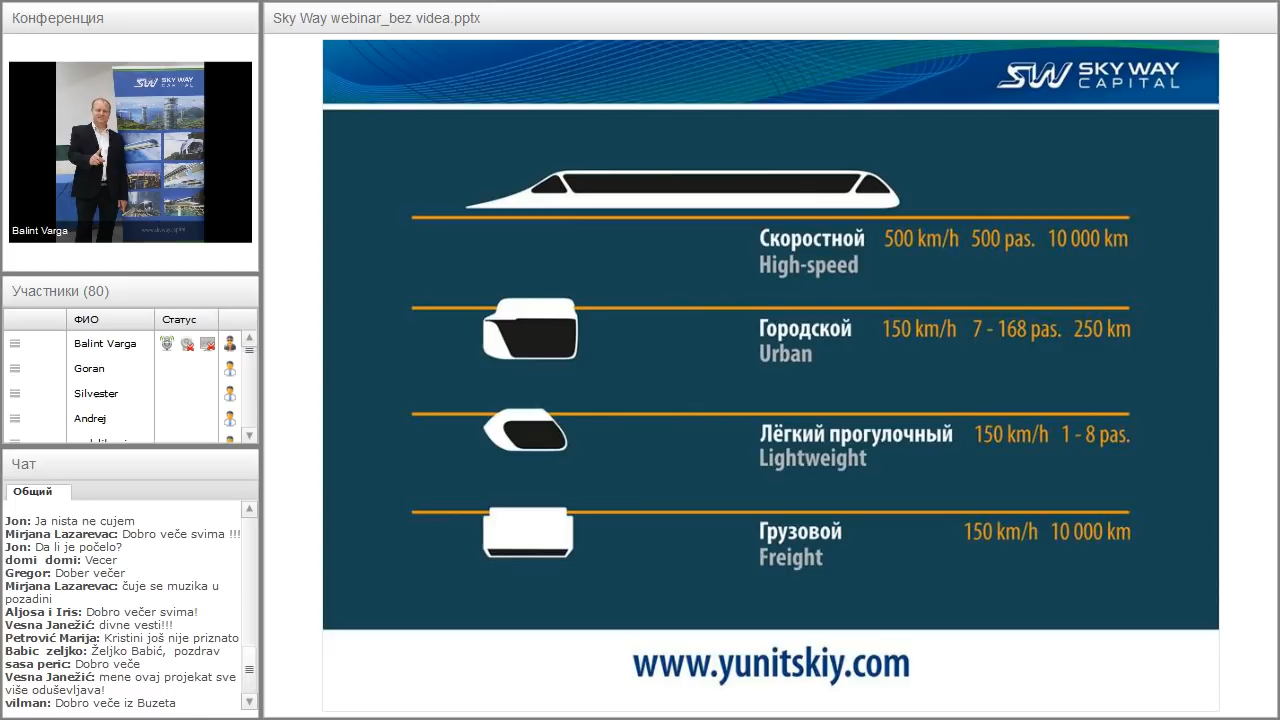 Конференция
SKY WAY
CAPITAL
Balint Varga
Участники (80)
ФИО Статус
Balint Varga
Goran
Silvester
Andrej
Чат
Общий
Jon: Ja nista ne cujem
Mirjana Lazarevac: Dobro veče svima !!!
Jon: Da li je počelo?
domi domi: Vecer
Gregor: Dober večer
Mirjana Lazarevac: čuje se muzika u
pozadini
Aljosa i Iris: Dobro večer svima!
Vesna Janežić: divne vesti!!!
Petrović Marija: Kristini još nije priznato
Babic zeljko: Željko Babić, pozdrav
sasa peric: Dobro veče
Vesna Janežić: mene ovaj projekat sve
više oduševljava!
vilman: Dobro veče iz Buzeta
Sky Way webinar_bez videa.pptx
SW SKY WAY
CAPITAL
Скоростной 500 km/h 500 pas. 10 000 km
High-speed
Городской 150 km/h 7 - 168 pas. 250 km
Urban
Лёгкий прогулочный 150 km/h 1 - 8 pas.
Lightweight
Грузовой 150 km/h 10 000 km
Freight
www.yunitskiy.com